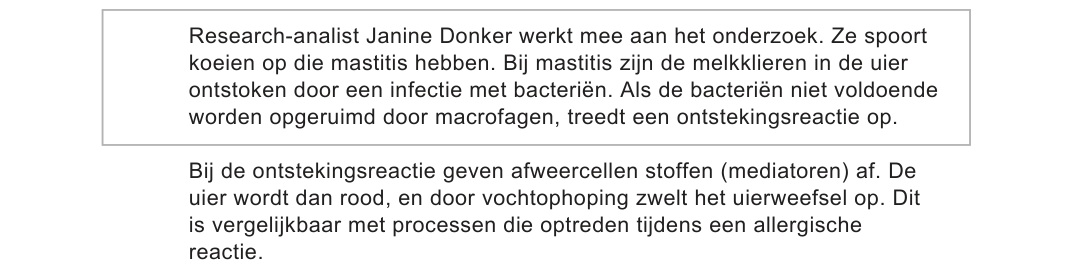 Research-analist Janine Donker werkt mee aan het onderzoek. Ze spoort
koeien op die mastitis hebben. Bij mastitis zijn de melkklieren in de uier
ontstoken door een infectie met bacteriën. Als de bacteriën niet voldoende
worden opgeruimd door macrofagen, treedt een ontstekingsreactie op.
Bij de ontstekingsreactie geven afweercellen stoffen (mediatoren) af. De
uier wordt dan rood, en door vochtophoping zwelt het uierweefsel op. Dit
is vergelijkbaar met processen die optreden tijdens een allergische
reactie.